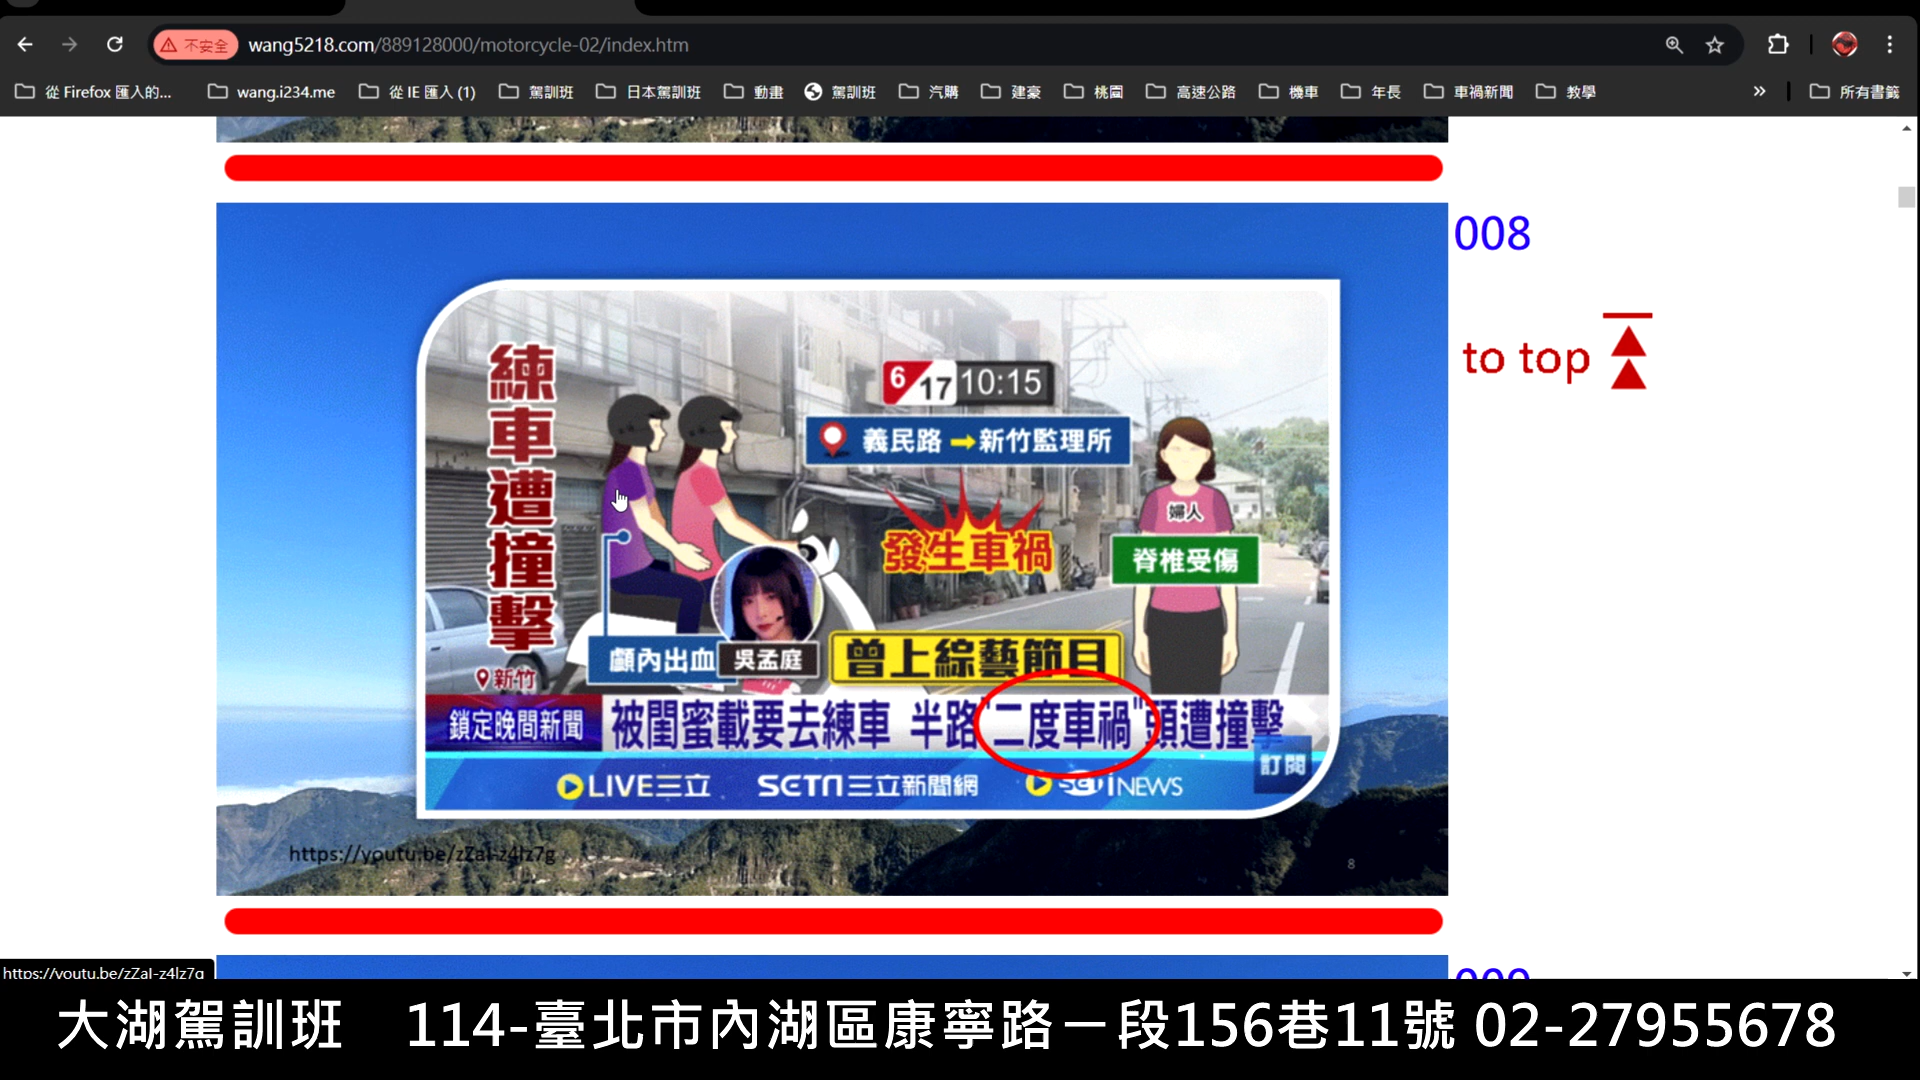 不安全 wang5218.com/889128000/motorcycle-02/index.htm
從 Firefox 匯入的... wang.i234.me 從 IE 匯入 (1) 駕訓班 日本駕訓班 動畫 駕訓班 汽購 建豪 桃園 高速公路 機車 年長 車禍新聞 教學 » 所有書籤
008
to top
練車遭撞擊
新竹
6/17 10:15
義民路→新竹監理所
發生車禍
婦人
脊椎受傷
顱內出血
吳孟庭
曾上綜藝節目
鎖定晚間新聞
被閨蜜載要去練車 半路"二度車禍"頭遭撞擊
訂閱
LIVE三立 SETN三立新聞網 SETiNEWS
https://youtu.be/zZaI-z4lz7g
8
https://youtu.be/zZaI-z4lz7g
009
大湖駕訓班 114-臺北市內湖區康寧路一段156巷11號 02-27955678